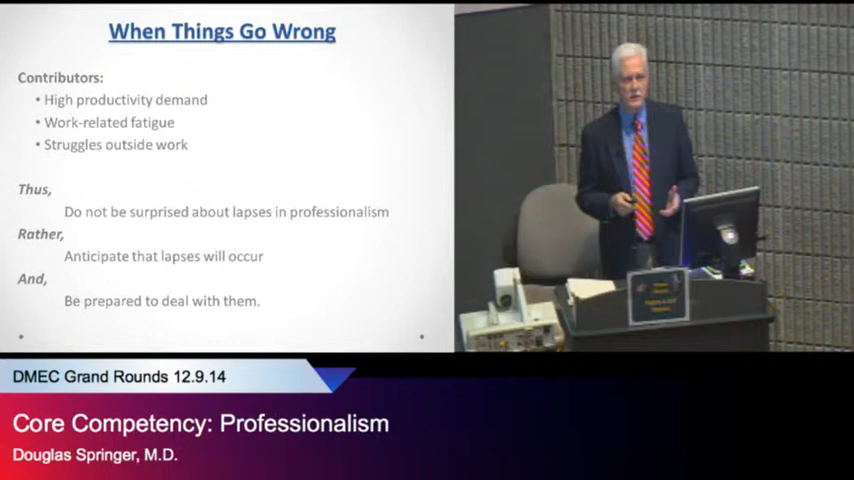 When Things Go Wrong
Contributors:
• High productivity demand
• Work-related fatigue
• Struggles outside work
Thus,
Do not be surprised about lapses in professionalism
Rather,
Anticipate that lapses will occur
And,
Be prepared to deal with them.
DMEC Grand Rounds 12.9.14
Core Competency: Professionalism
Douglas Springer, M.D.